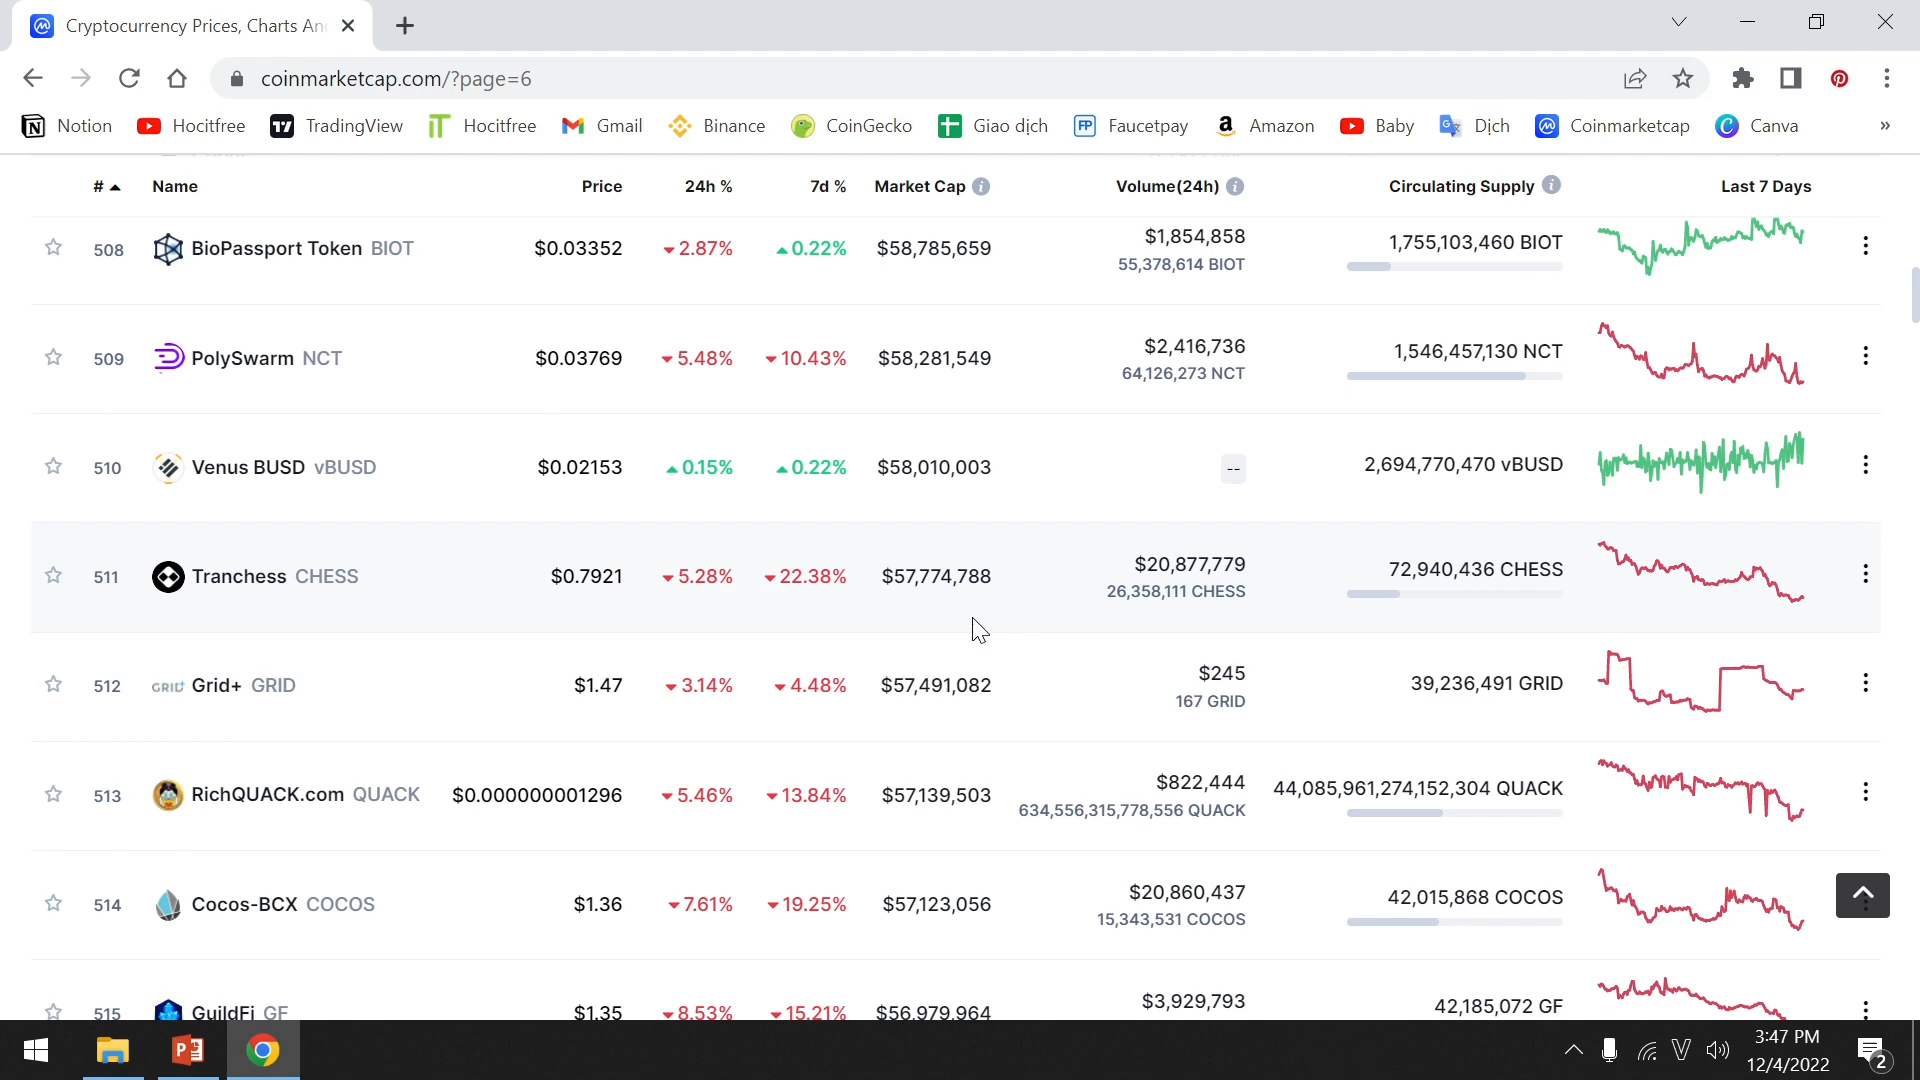 Cryptocurrency Prices, Charts An
coinmarketcap.com/?page=6
Notion Hocitfree TradingView Hocitfree Gmail Binance CoinGecko Giao dịch Faucetpay Amazon Baby Dịch Coinmarketcap Canva »
# Name Price 24h % 7d % Market Cap Volume(24h) Circulating Supply Last 7 Days
508 BioPassport Token BIOT $0.03352 2.87% 0.22% $58,785,659 $1,854,858 1,755,103,460 BIOT
55,378,614 BIOT
509 PolySwarm NCT $0.03769 5.48% 10.43% $58,281,549 $2,416,736 1,546,457,130 NCT
64,126,273 NCT
510 Venus BUSD vBUSD $0.02153 0.15% 0.22% $58,010,003 -- 2,694,770,470 vBUSD
511 Tranchess CHESS $0.7921 5.28% 22.38% $57,774,788 $20,877,779 72,940,436 CHESS
26,358,111 CHESS
512 GRID+ Grid+ GRID $1.47 3.14% 4.48% $57,491,082 $245 39,236,491 GRID
167 GRID
513 RichQUACK.com QUACK $0.000000001296 5.46% 13.84% $57,139,503 $822,444 44,085,961,274,152,304 QUACK
634,556,315,778,556 QUACK
514 Cocos-BCX COCOS $1.36 7.61% 19.25% $57,123,056 $20,860,437 42,015,868 COCOS
15,343,531 COCOS
515 GuildFi GF $1.35 8.53% 15.21% $56,979,964 $3,929,793 42,185,072 GF
3:47 PM
12/4/2022
2